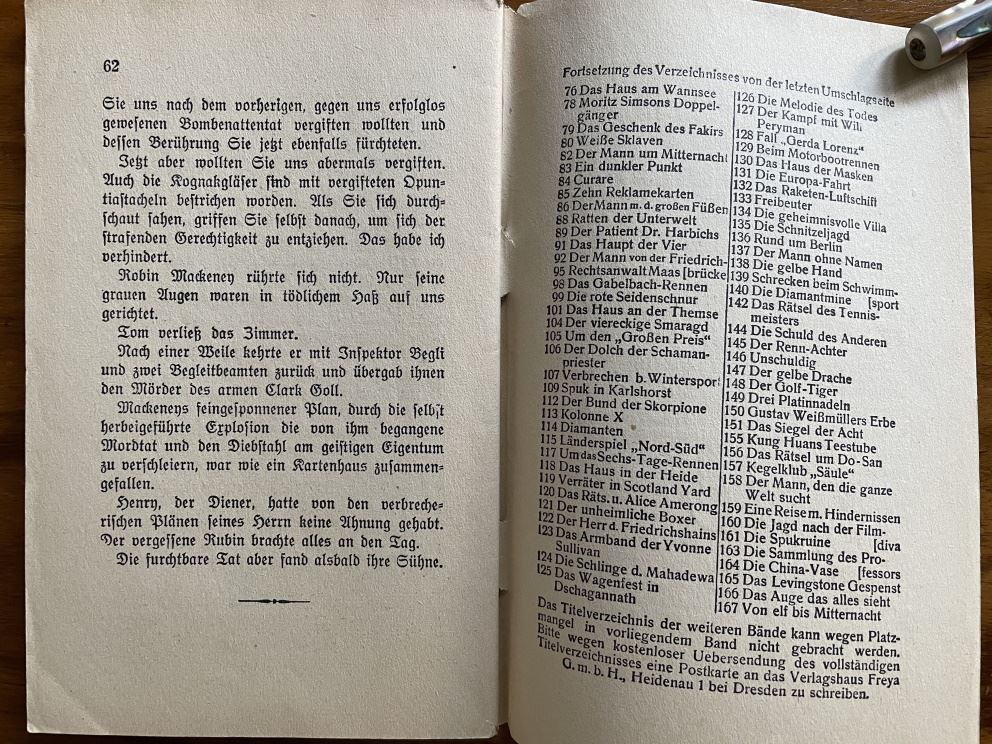 62
Sie uns nach dem vorherigen, gegen uns erfolglos
gewesenen Bombenattentat vergiften wollten und
dessen Berührung Sie jetzt ebenfalls fürchteten.
Jetzt aber wollten Sie uns abermals vergiften.
Auch die Kognakgläser sind mit vergifteten Opun-
tiastacheln bestrichen worden. Als Sie sich durch-
schaut sahen, griffen Sie selbst danach, um sich der
strafenden Gerechtigkeit zu entziehen. Das habe ich
verhindert.
Robin Mackeney rührte sich nicht. Nur seine
grauen Augen waren in tödlichem Haß auf uns
gerichtet.
Tom verließ das Zimmer.
Nach einer Weile kehrte er mit Inspektor Begli
und zwei Begleitbeamten zurück und übergab ihnen
den Mörder des armen Clark Goll.
Mackeneys feingesponnener Plan, durch die selbst
herbeigeführte Explosion die von ihm begangene
Mordtat und den Diebstahl am geistigen Eigentum
zu verschleiern, war wie ein Kartenhaus zusammen-
gefallen.
Henry, der Diener, hatte von den verbreche-
rischen Plänen seines Herrn keine Ahnung gehabt.
Der vergessene Rubin brachte alles an den Tag.
Die furchtbare Tat aber fand alsbald ihre Sühne.
Fortsetzung des Verzeichnisses von der letzten Umschlagseite
76 Das Haus am Wannsee
78 Moritz Simsons Doppel-
gänger
79 Das Geschenk des Fakirs
80 Weiße Sklaven
82 Der Mann um Mitternacht
83 Ein dunkler Punkt
84 Curare
85 Zehn Reklamekarten
86 Der Mann m. d. großen Füßen
88 Ratten der Unterwelt
89 Der Patient Dr. Harbichs
91 Das Haupt der Vier
92 Der Mann von der Friedrich-
95 Rechtsanwalt Maas [brücke
98 Das Gabelbach-Rennen
99 Die rote Seidenschnur
101 Das Haus an der Themse
104 Der viereckige Smaragd
105 Um den „Großen Preis“
106 Der Dolch der Schaman-
priester
107 Verbrechen b. Wintersport
109 Spuk in Karlshorst
112 Der Bund der Skorpione
113 Kolonne X
114 Diamanten
115 Länderspiel „Nord-Süd“
117 Um das Sechs-Tage-Rennen
118 Das Haus in der Heide
119 Verräter in Scotland Yard
120 Das Räts. u. Alice Amerong
121 Der unheimliche Boxer
122 Der Herr d. Friedrichshains
123 Das Armband der Yvonne
Sullivan
124 Die Schlinge d. Mahadewa
125 Das Wagenfest in
Dschagannath
126 Die Melodie des Todes
127 Der Kampf mit Will
Peryman
128 Fall „Gerda Lorenz“
129 Beim Motorbootrennen
130 Das Haus der Masken
131 Die Europa-Fahrt
132 Das Raketen-Luftschiff
133 Freibeuter
134 Die geheimnisvolle Villa
135 Die Schnitzeljagd
136 Rund um Berlin
137 Der Mann ohne Namen
138 Die gelbe Hand
139 Schrecken beim Schwimm-
140 Die Diamantmine [sport
142 Das Rätsel des Tennis-
meisters
144 Die Schuld des Anderen
145 Der Renn-Achter
146 Unschuldig
147 Der gelbe Drache
148 Der Golf-Tiger
149 Drei Platinnadeln
150 Gustav Weißmüllers Erbe
151 Das Siegel der Acht
155 Kung Huans Teestube
156 Das Rätsel um Do-San
157 Kegelklub „Säule“
158 Der Mann, den die ganze
Welt sucht
159 Eine Reise m. Hindernissen
160 Die Jagd nach der Film-
161 Die Spukruine [diva
163 Die Sammlung des Pro-
164 Die China-Vase [fessors
165 Das Levingstone Gespenst
166 Das Auge das alles sieht
167 Von elf bis Mitternacht
Das Titelverzeichnis der weiteren Bände kann wegen Platz-
mangel in vorliegendem Band nicht gebracht werden.
Bitte wegen kostenloser Uebersendung des vollständigen
Titelverzeichnisses eine Postkarte an das Verlagshaus Freya
G. m. b. H., Heidenau 1 bei Dresden zu schreiben.